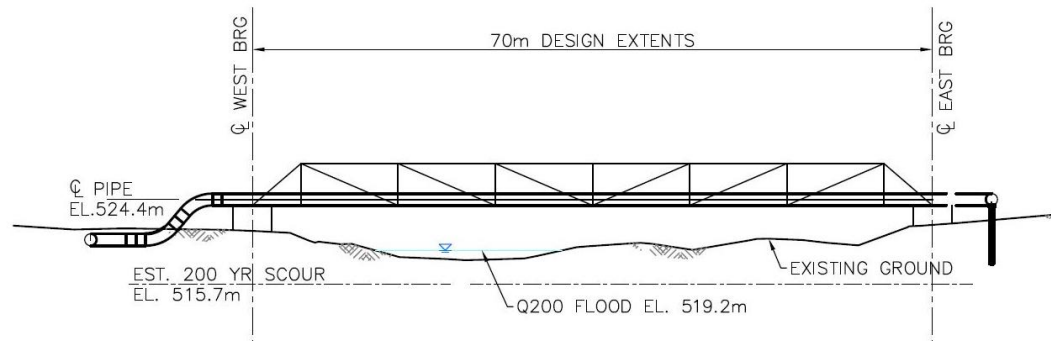 70m DESIGN EXTENTS
℄ WEST BRG
℄ EAST BRG
℄ PIPE
EL.524.4m
EST. 200 YR SCOUR
EL. 515.7m
EXISTING GROUND
Q200 FLOOD EL. 519.2m